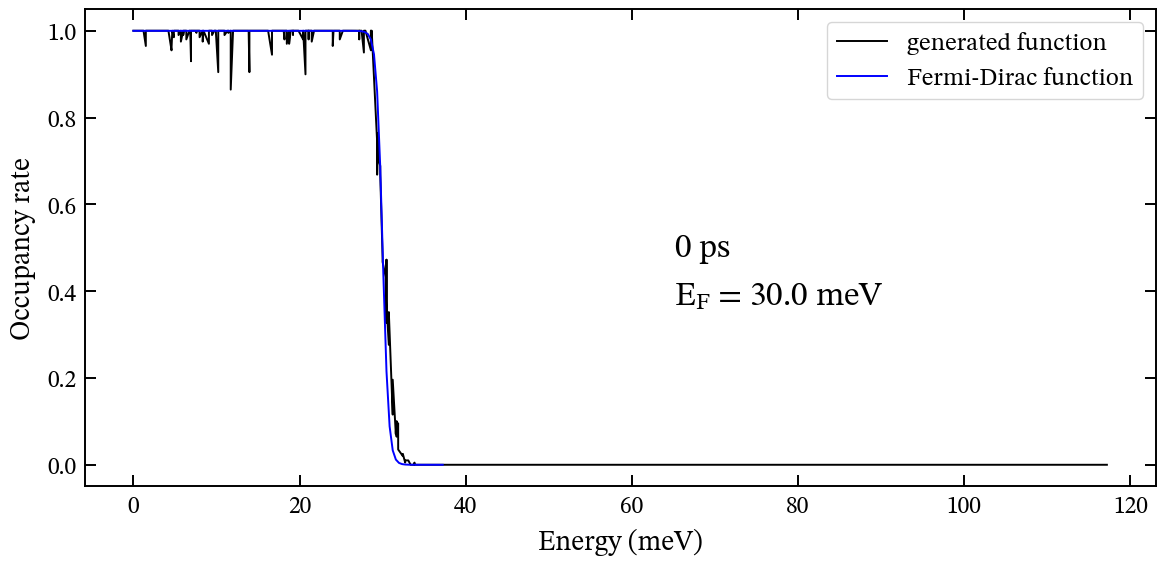 generated function
Fermi-Dirac function
Occupancy rate
1.0
0.8
0.6
0.4
0.2
0.0
0 ps
E_F = 30.0 meV
0 20 40 60 80 100 120
Energy (meV)